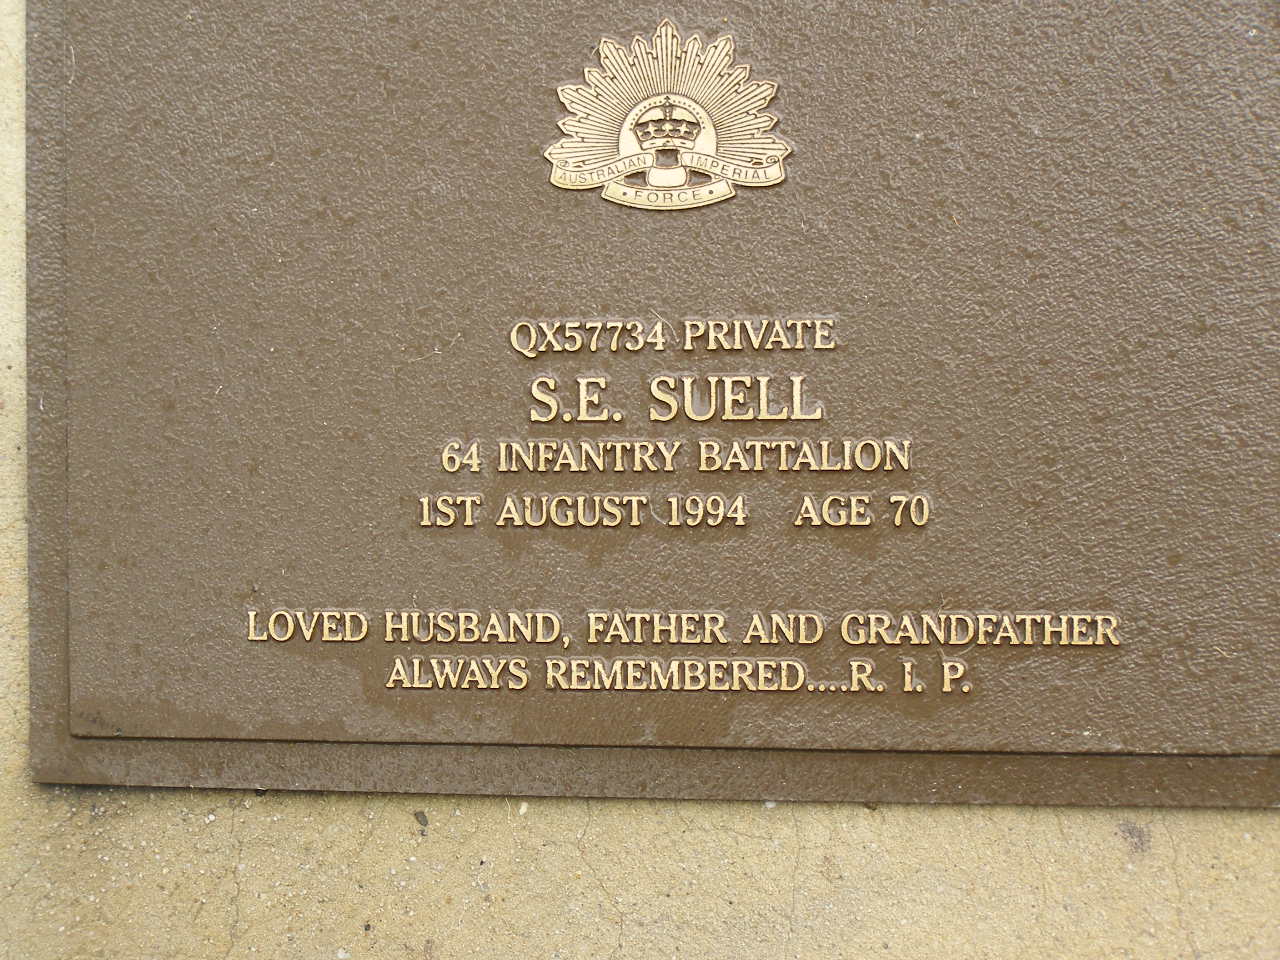 AUSTRALIAN IMPERIAL
• FORCE •
QX57734 PRIVATE
S.E. SUELL
64 INFANTRY BATTALION
1ST AUGUST 1994 AGE 70
LOVED HUSBAND, FATHER AND GRANDFATHER
ALWAYS REMEMBERED....R. I. P.